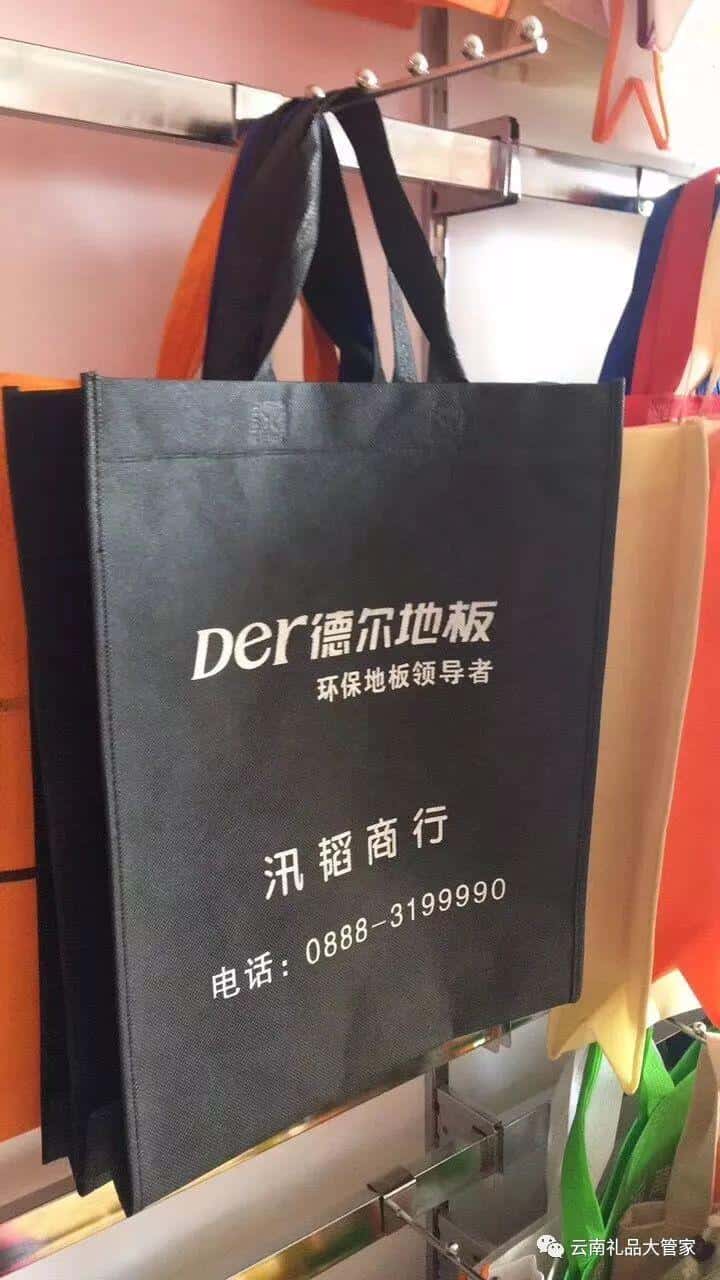 Der德尔地板
环保地板领导者
汛韬商行
电话：0888-3199990
云南礼品大管家